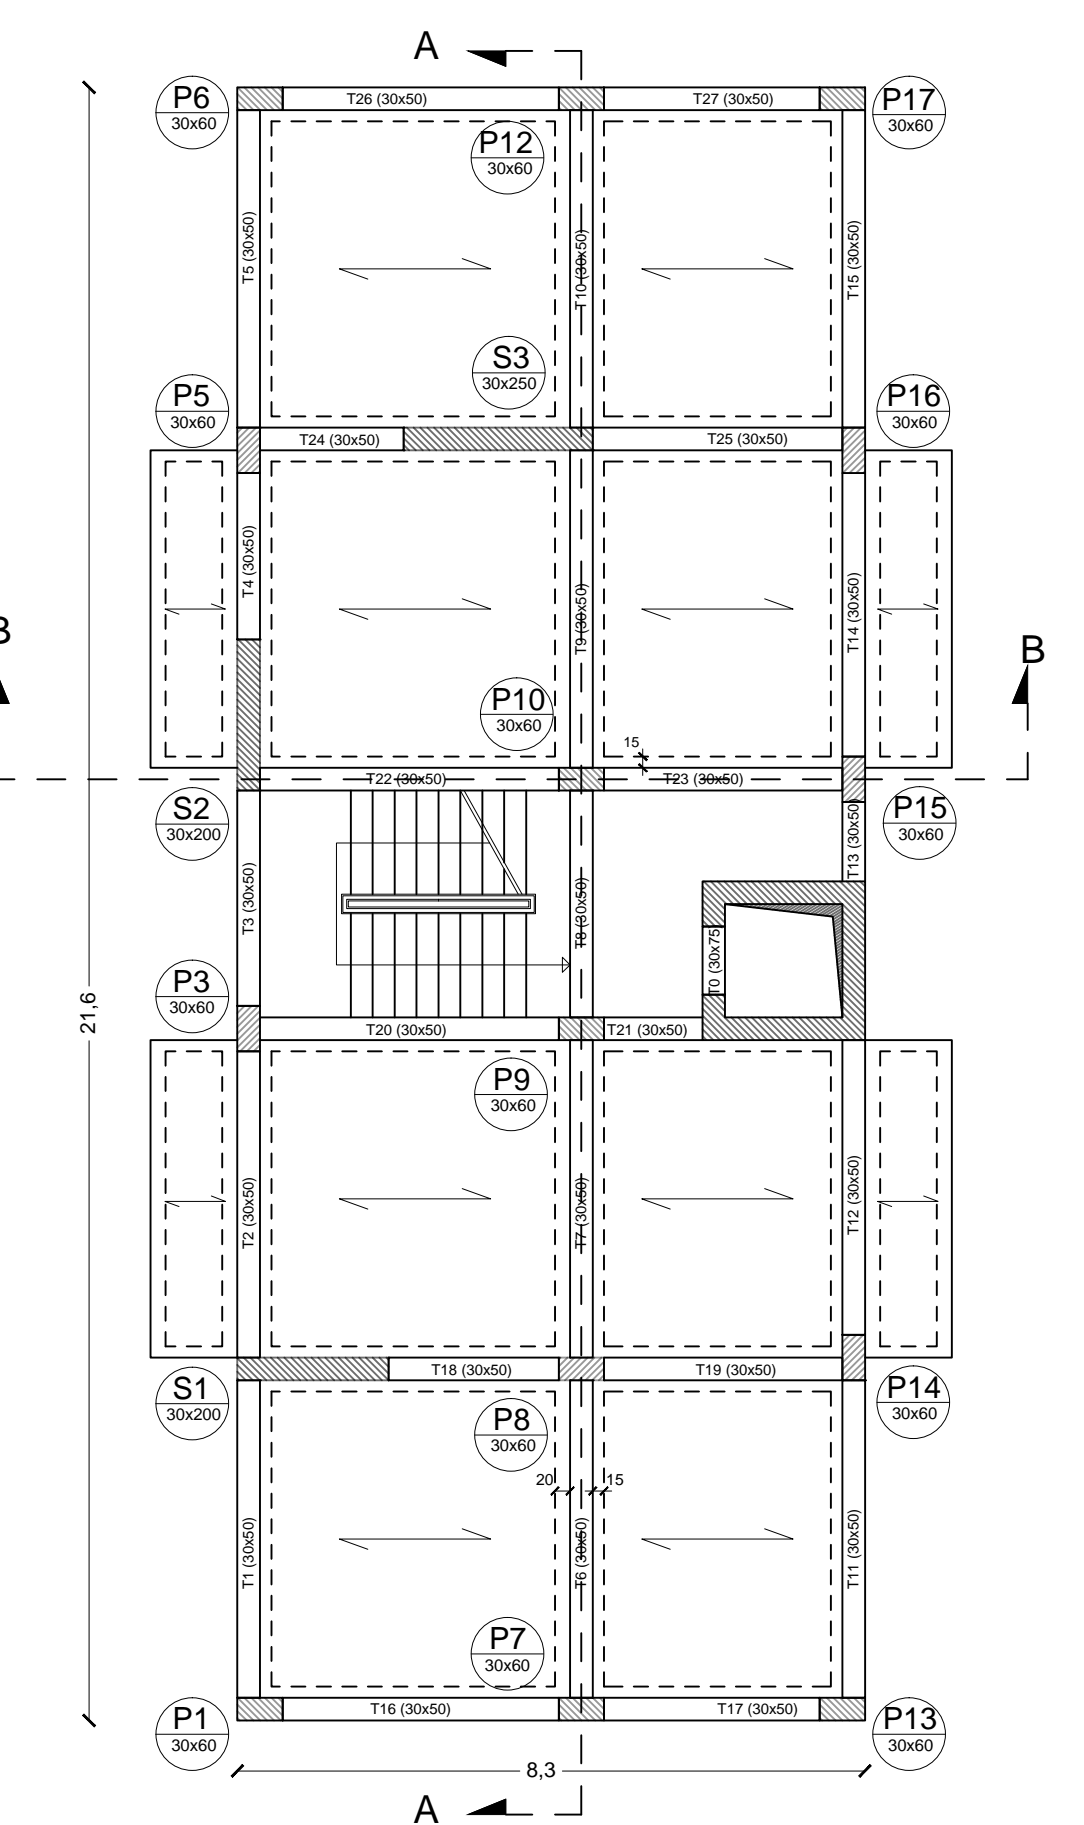 A
P6
30x60
T26 (30x50)
T27 (30x50)
P17
30x60
P12
30x60
T5 (30x50)
T10 (30x50)
T15 (30x50)
S3
30x250
P5
30x60
P16
30x60
T24 (30x50)
T25 (30x50)
T4 (30x50)
T9 (30x50)
T14 (30x50)
B
B
P10
30x60
15
T22 (30x50)
T23 (30x50)
S2
30x200
P15
30x60
T13 (30x50)
T3 (30x50)
T8 (30x50)
T0 (30x75)
P3
30x60
21,6
T20 (30x50)
T21 (30x50)
P9
30x60
T2 (30x50)
T7 (30x50)
T12 (30x50)
T18 (30x50)
T19 (30x50)
S1
30x200
P14
30x60
P8
30x60
20
15
T1 (30x50)
T6 (30x50)
T11 (30x50)
P7
30x60
P1
30x60
T16 (30x50)
T17 (30x50)
P13
30x60
8,3
A